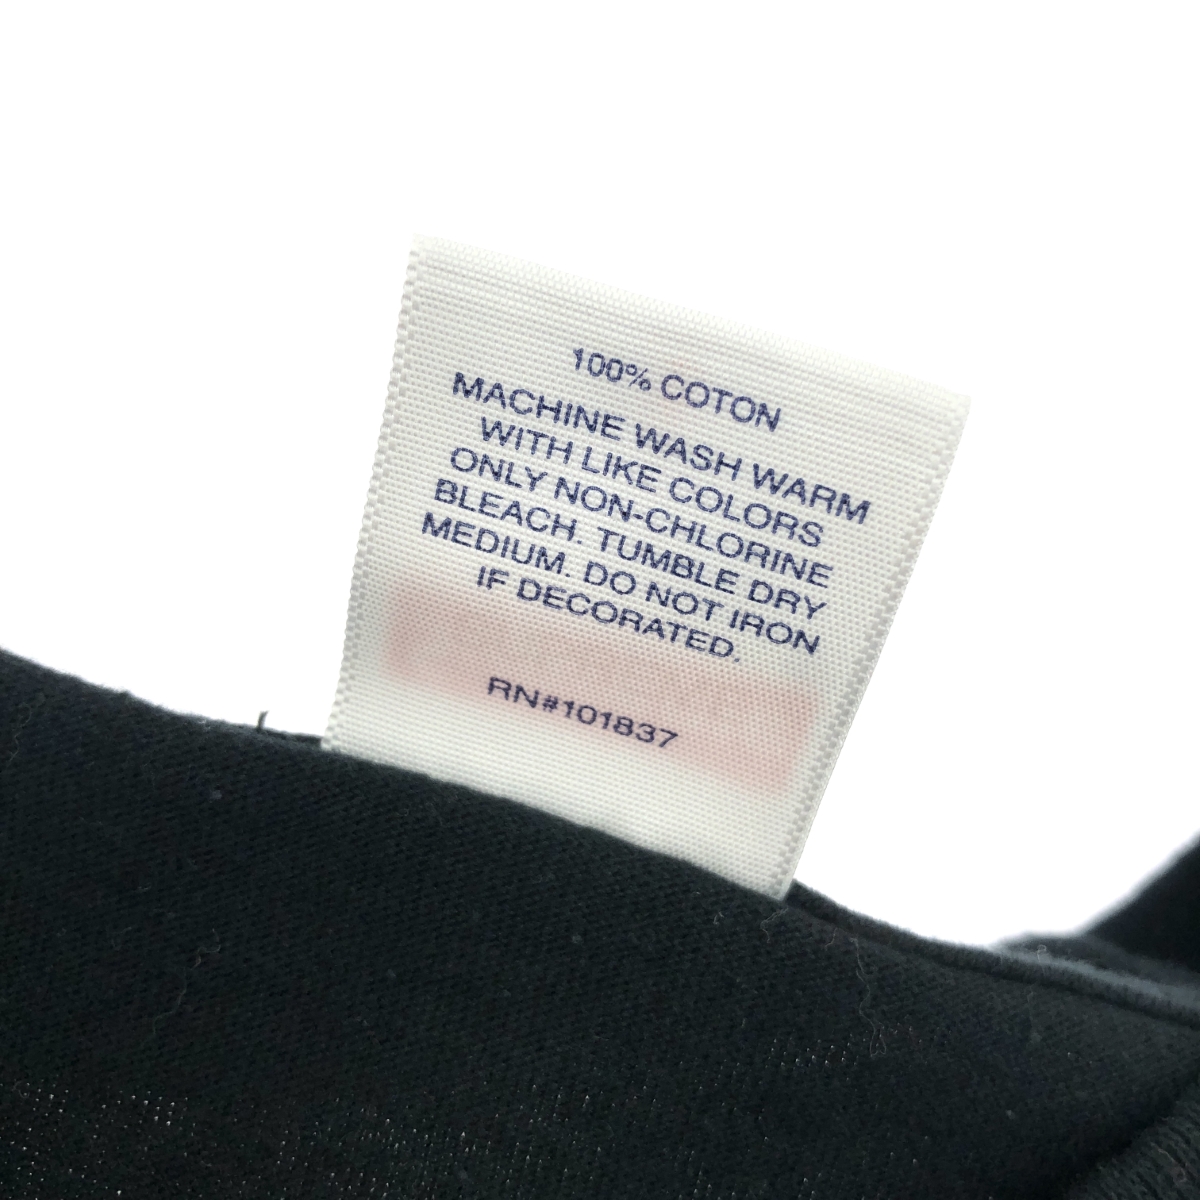 100% COTON
MACHINE WASH WARM
WITH LIKE COLORS
ONLY NON-CHLORINE
BLEACH. TUMBLE DRY
MEDIUM. DO NOT IRON
IF DECORATED.
RN#101837